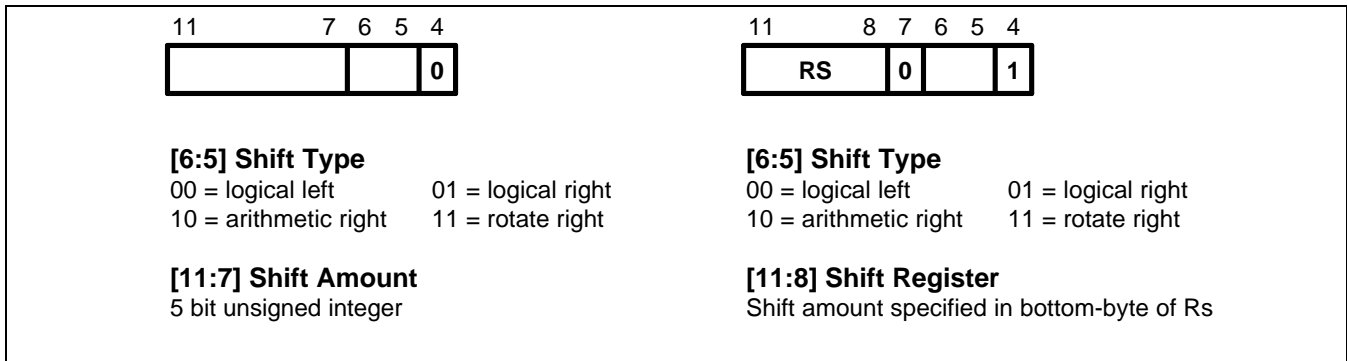 11 7 6 5 4
0
[6:5] Shift Type
00 = logical left 01 = logical right
10 = arithmetic right 11 = rotate right
[11:7] Shift Amount
5 bit unsigned integer
11 8 7 6 5 4
RS 0 1
[6:5] Shift Type
00 = logical left 01 = logical right
10 = arithmetic right 11 = rotate right
[11:8] Shift Register
Shift amount specified in bottom-byte of Rs